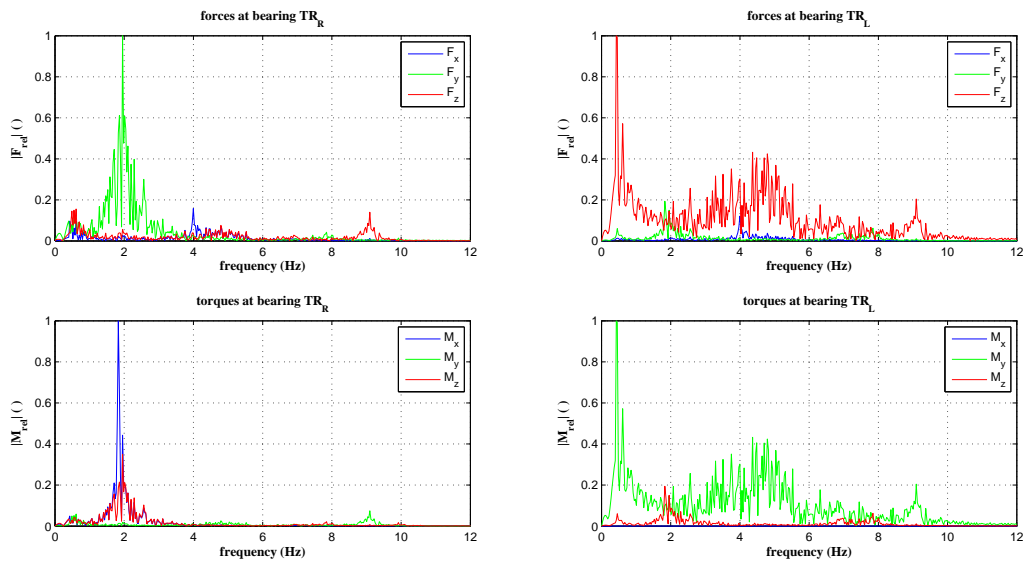 forces at bearing TR_R
|F_rel| ( )
1
0.8
0.6
0.4
0.2
0
0 2 4 6 8 10 12
frequency (Hz)
F_x
F_y
F_z
forces at bearing TR_L
|F_rel| ( )
1
0.8
0.6
0.4
0.2
0
0 2 4 6 8 10 12
frequency (Hz)
F_x
F_y
F_z
torques at bearing TR_R
|M_rel| ( )
1
0.8
0.6
0.4
0.2
0
0 2 4 6 8 10 12
frequency (Hz)
M_x
M_y
M_z
torques at bearing TR_L
|M_rel| ( )
1
0.8
0.6
0.4
0.2
0
0 2 4 6 8 10 12
frequency (Hz)
M_x
M_y
M_z